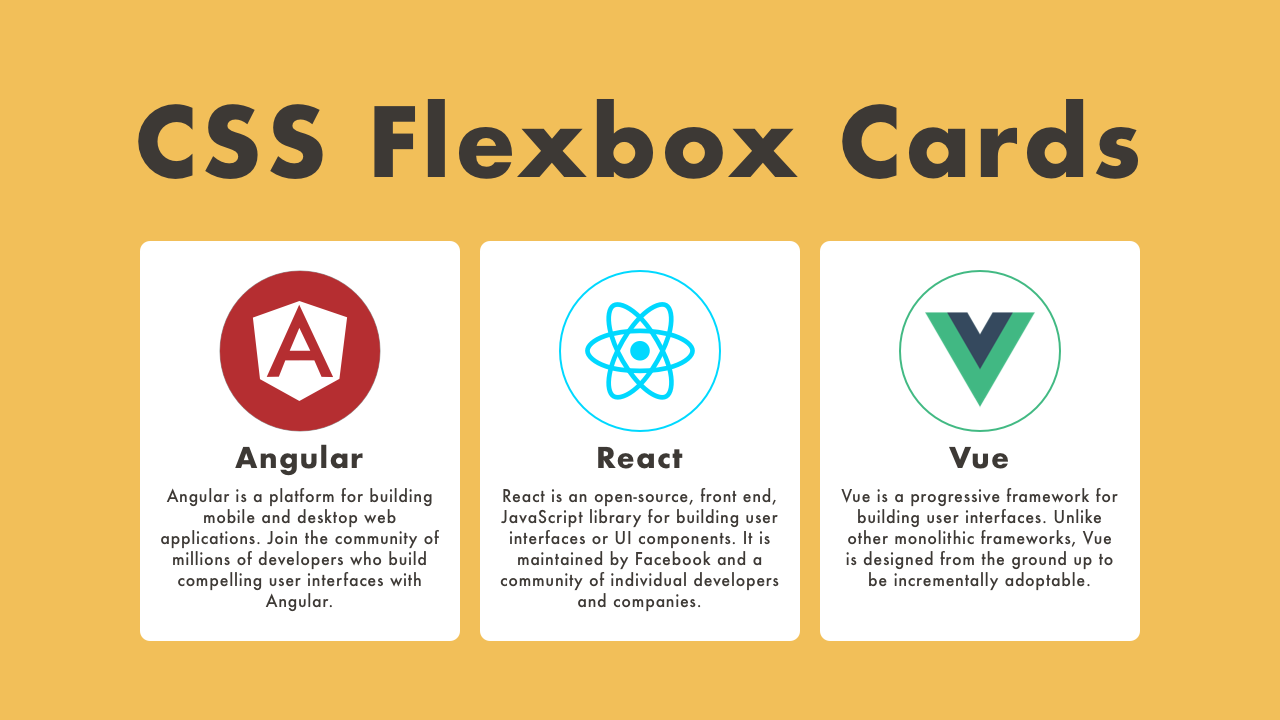 CSS Flexbox Cards
Angular
Angular is a platform for building
mobile and desktop web
applications. Join the community of
millions of developers who build
compelling user interfaces with
Angular.
React
React is an open-source, front end,
JavaScript library for building user
interfaces or UI components. It is
maintained by Facebook and a
community of individual developers
and companies.
Vue
Vue is a progressive framework for
building user interfaces. Unlike
other monolithic frameworks, Vue
is designed from the ground up to
be incrementally adoptable.